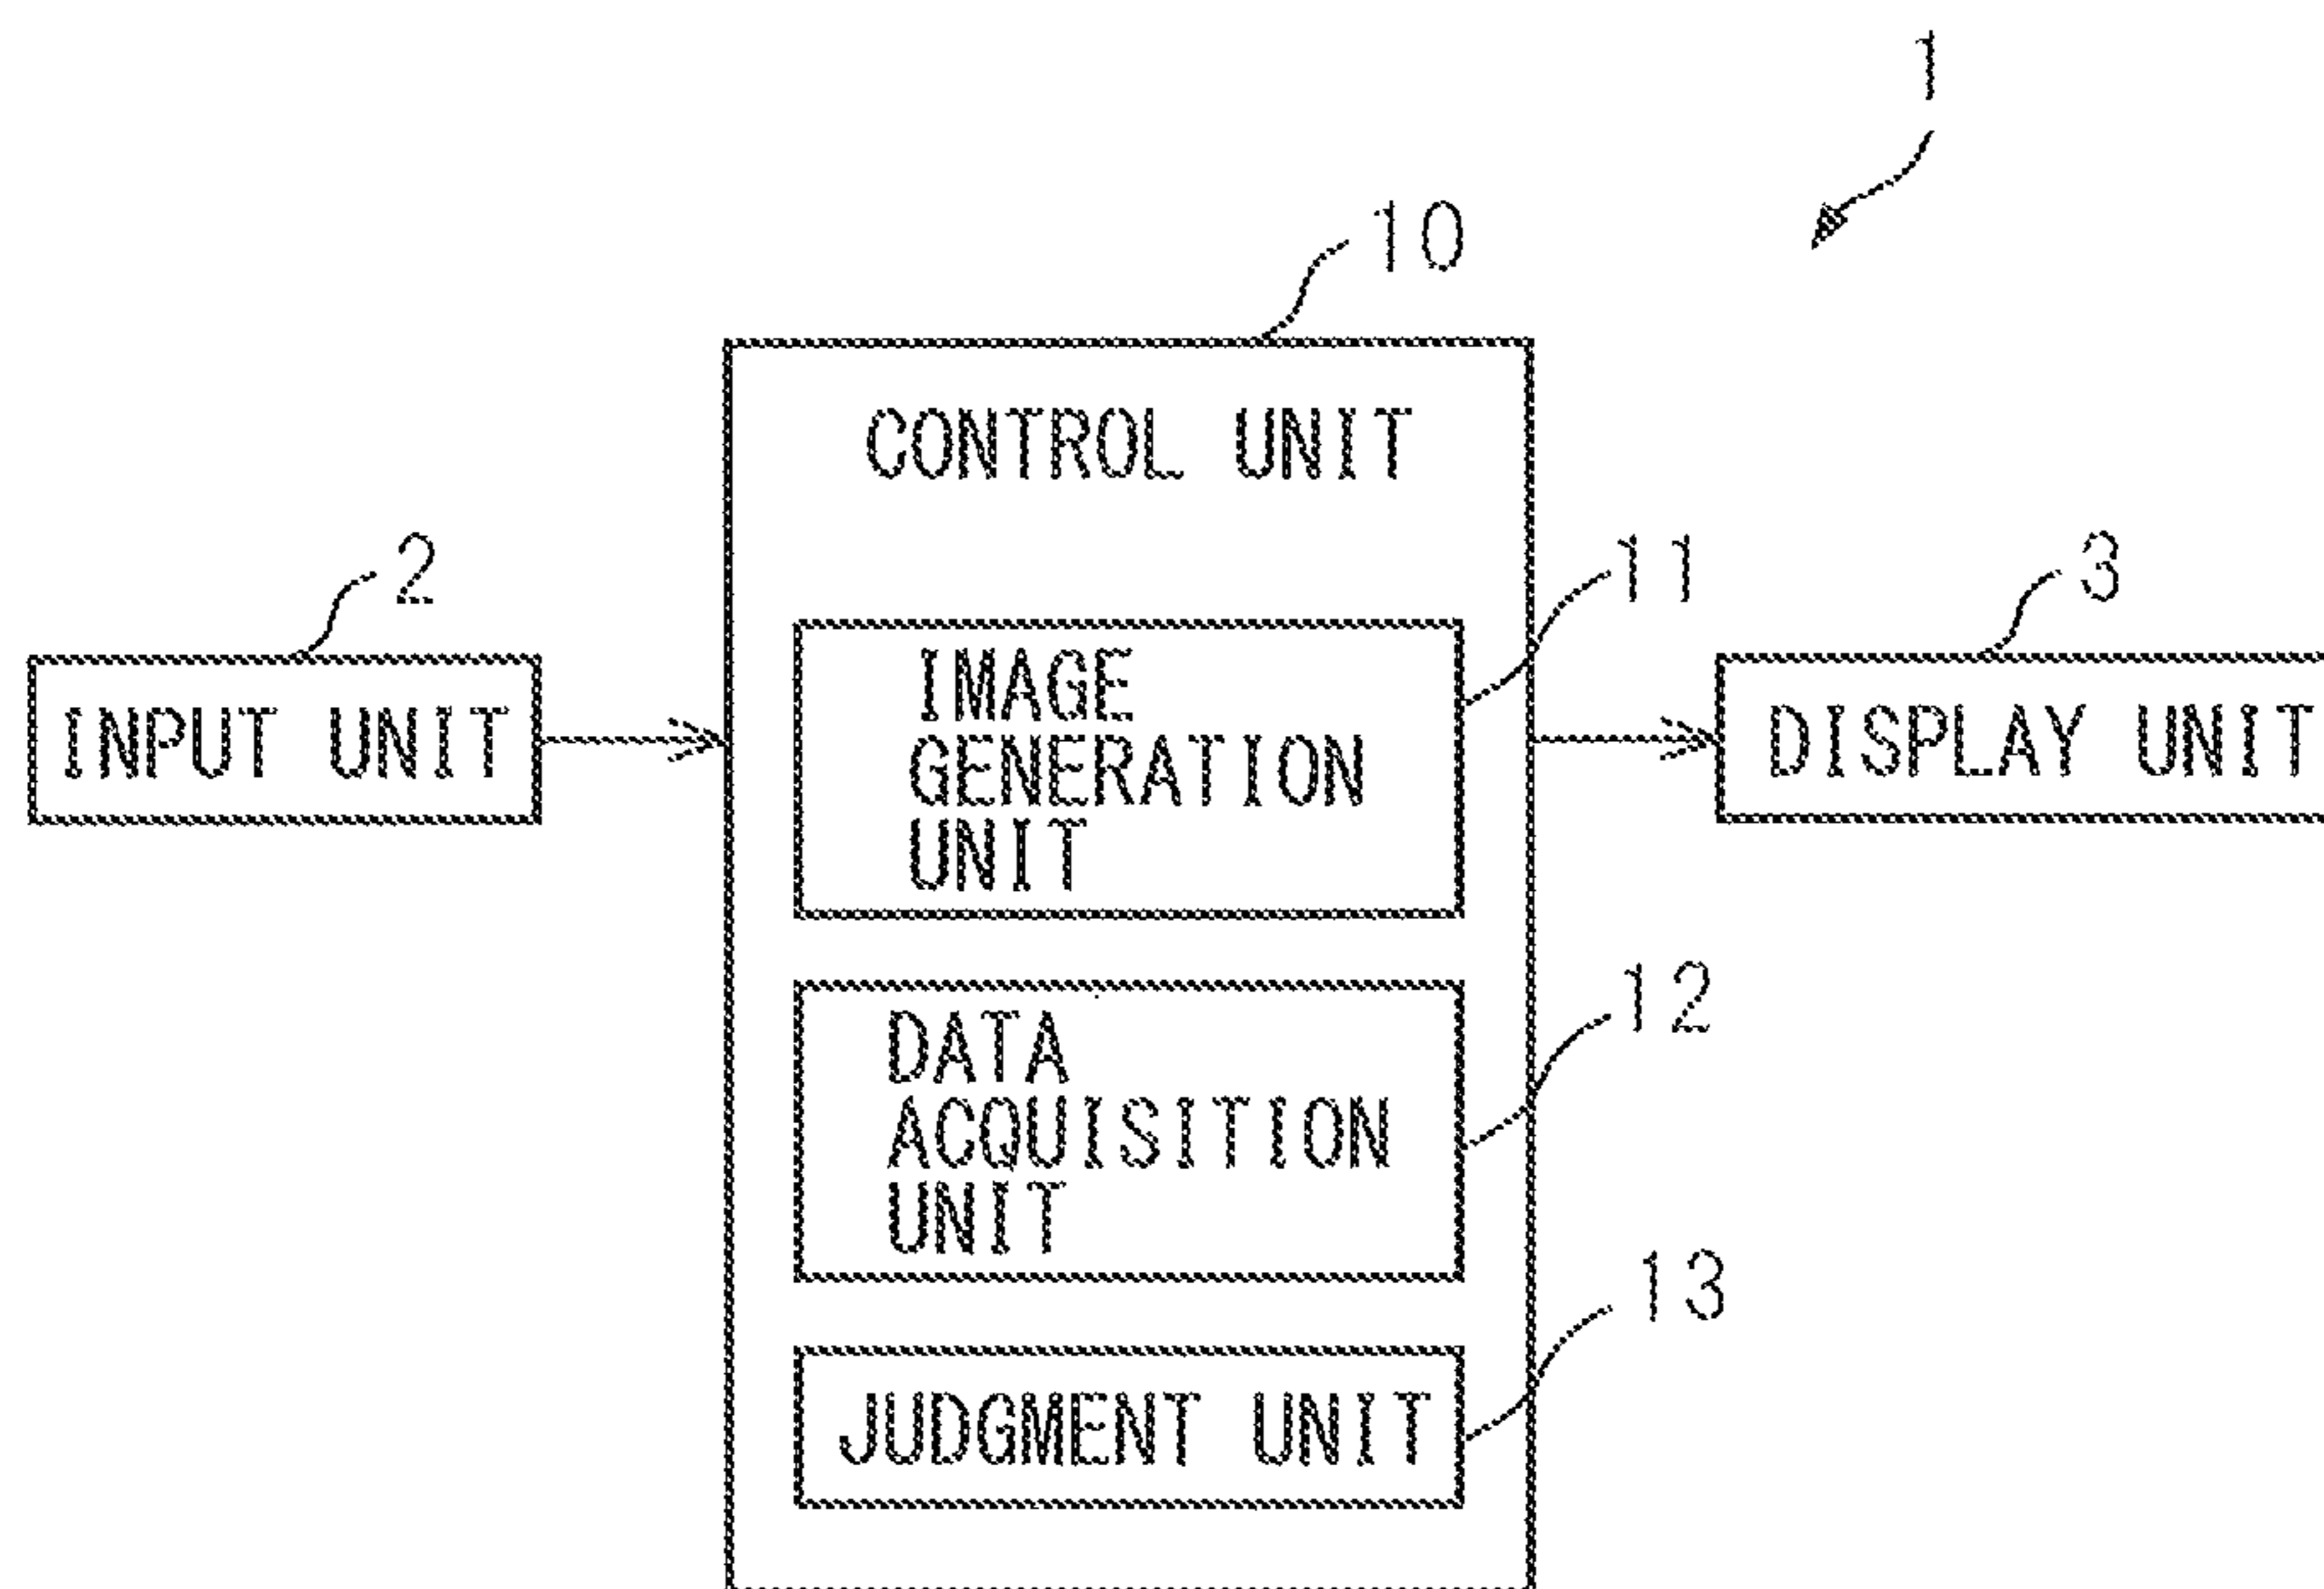 1
10
CONTROL UNIT
2
11
3
INPUT UNIT
IMAGE
GENERATION
UNIT
DISPLAY UNIT
12
DATA
ACQUISITION
UNIT
13
JUDGMENT UNIT